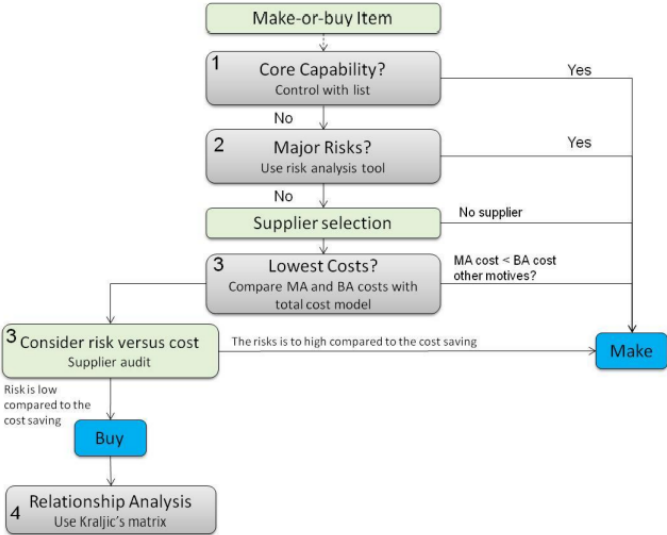 Make-or-buy Item
1
Core Capability?
Control with list
Yes
No
2
Major Risks?
Use risk analysis tool
Yes
No
Supplier selection
No supplier
3
Lowest Costs?
Compare MA and BA costs with
total cost model
MA cost < BA cost
other motives?
3
Consider risk versus cost
Supplier audit
The risks is to high compared to the cost saving
Make
Risk is low
compared to the
cost saving
Buy
4
Relationship Analysis
Use Kraljic's matrix